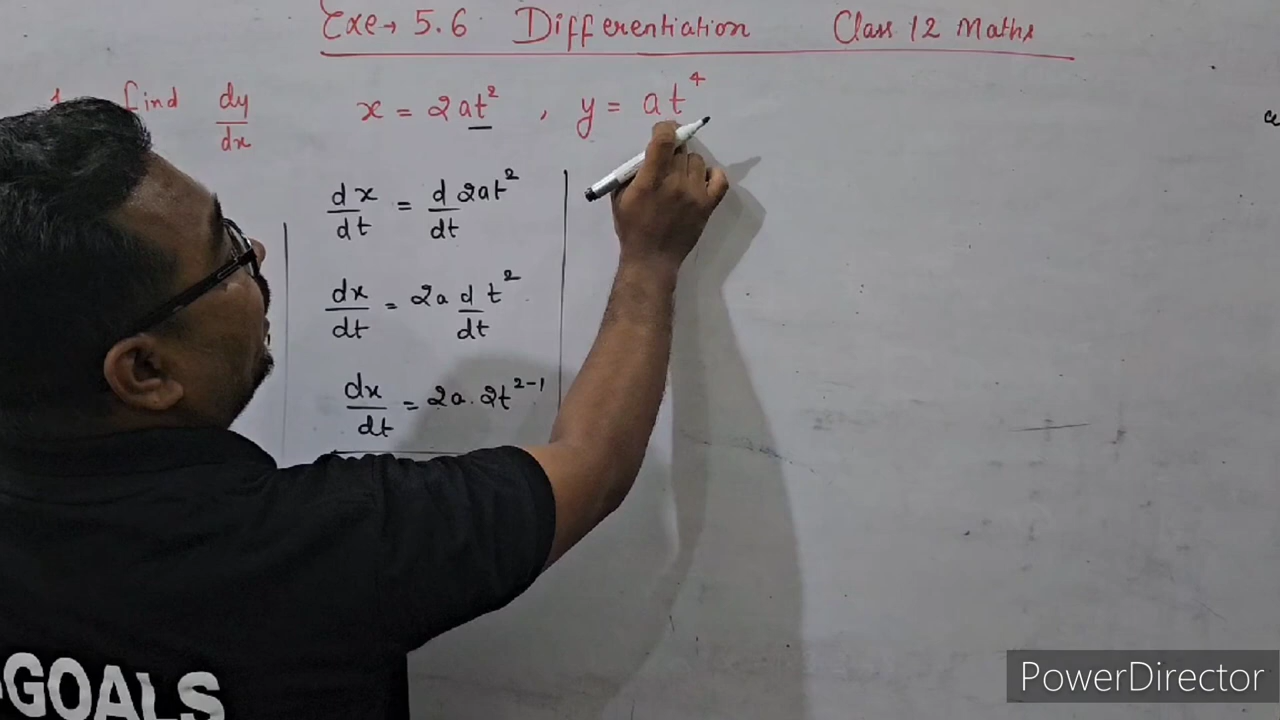 Exe→ 5.6 Differentiation Class 12 Maths
find dy/dx x = 2at², y = at⁴
dx/dt = d/dt 2at²
dx/dt = 2a d/dt t²
dx/dt = 2a.2t²⁻¹
GOALS
PowerDirector